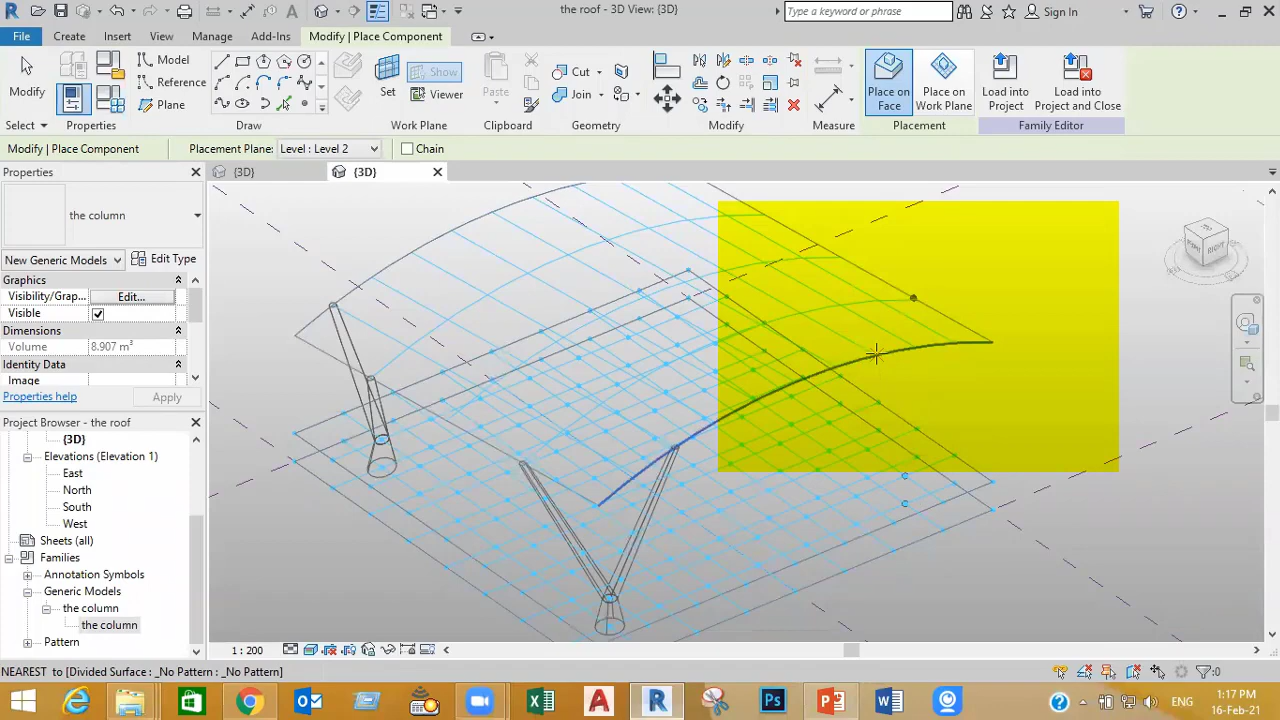 the roof - 3D View: {3D}
Type a keyword or phrase
Sign In
File
Create
Insert
View
Manage
Add-Ins
Modify | Place Component
Modify
Select
Properties
Model
Reference
Plane
Draw
Set
Show
Viewer
Work Plane
Paste
Clipboard
Cut
Join
Geometry
Modify
Measure
Place on Face
Place on Work Plane
Placement
Load into Project
Load into Project and Close
Family Editor
Modify | Place Component
Placement Plane:
Level : Level 2
Chain
Properties
the column
New Generic Models
Edit Type
Graphics
Visibility/Grap...
Edit...
Visible
Dimensions
Volume
8.907 m³
Identity Data
Image
Properties help
Apply
Project Browser - the roof
{3D}
Elevations (Elevation 1)
East
North
South
West
Sheets (all)
Families
Annotation Symbols
Generic Models
the column
the column
Pattern
{3D}
{3D}
TOP
FRONT
RIGHT
1 : 200
NEAREST to [Divided Surface : _No Pattern : _No Pattern]
:0
ENG
1:17 PM
16-Feb-21